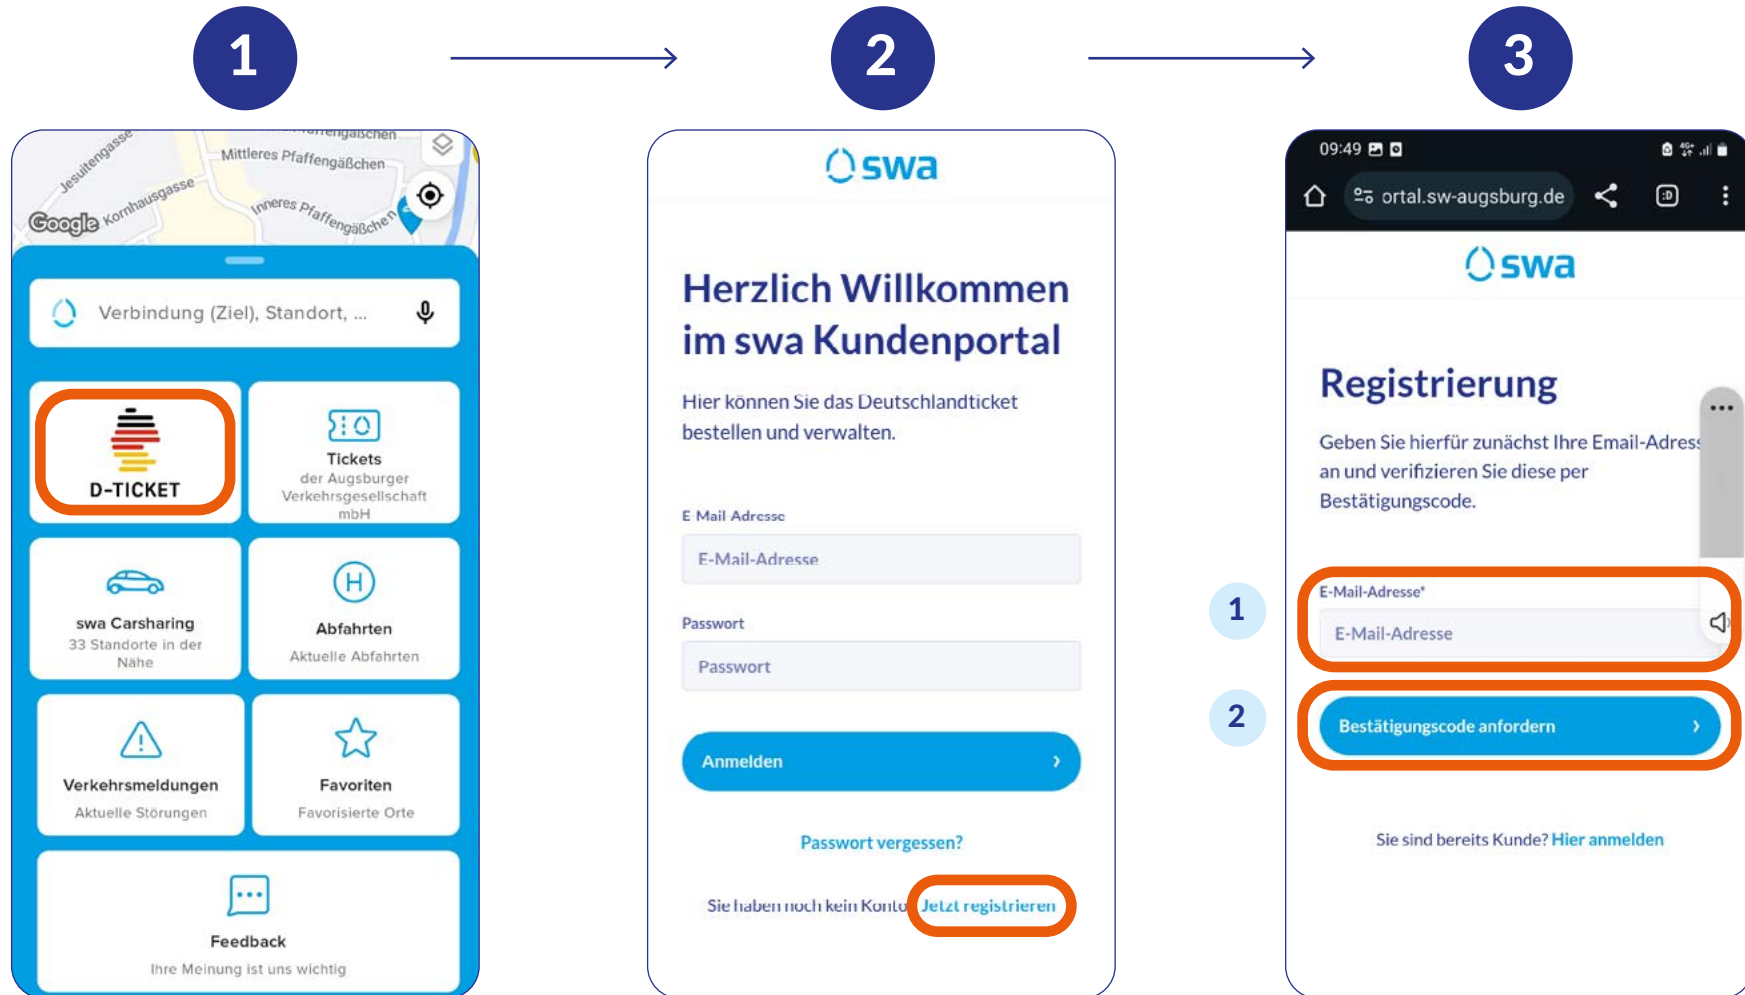 1
2
3
Jesuitengasse
Mittleres Pfaffengäßchen
Kornhausgasse
Inneres Pfaffengäßchen
Google
Verbindung (Ziel), Standort, ...
D-TICKET
Tickets
der Augsburger
Verkehrsgesellschaft
mbH
swa Carsharing
33 Standorte in der
Nähe
H
Abfahrten
Aktuelle Abfahrten
Verkehrsmeldungen
Aktuelle Störungen
Favoriten
Favorisierte Orte
Feedback
Ihre Meinung ist uns wichtig
swa
Herzlich Willkommen
im swa Kundenportal
Hier können Sie das Deutschlandticket
bestellen und verwalten.
E-Mail-Adresse
E-Mail-Adresse
Passwort
Passwort
Anmelden
Passwort vergessen?
Sie haben noch kein Konto Jetzt registrieren
09:49
4G+
ortal.sw-augsburg.de
:D
swa
Registrierung
Geben Sie hierfür zunächst Ihre Email-Adress
an und verifizieren Sie diese per
Bestätigungscode.
1
E-Mail-Adresse*
E-Mail-Adresse
2
Bestätigungscode anfordern
Sie sind bereits Kunde? Hier anmelden